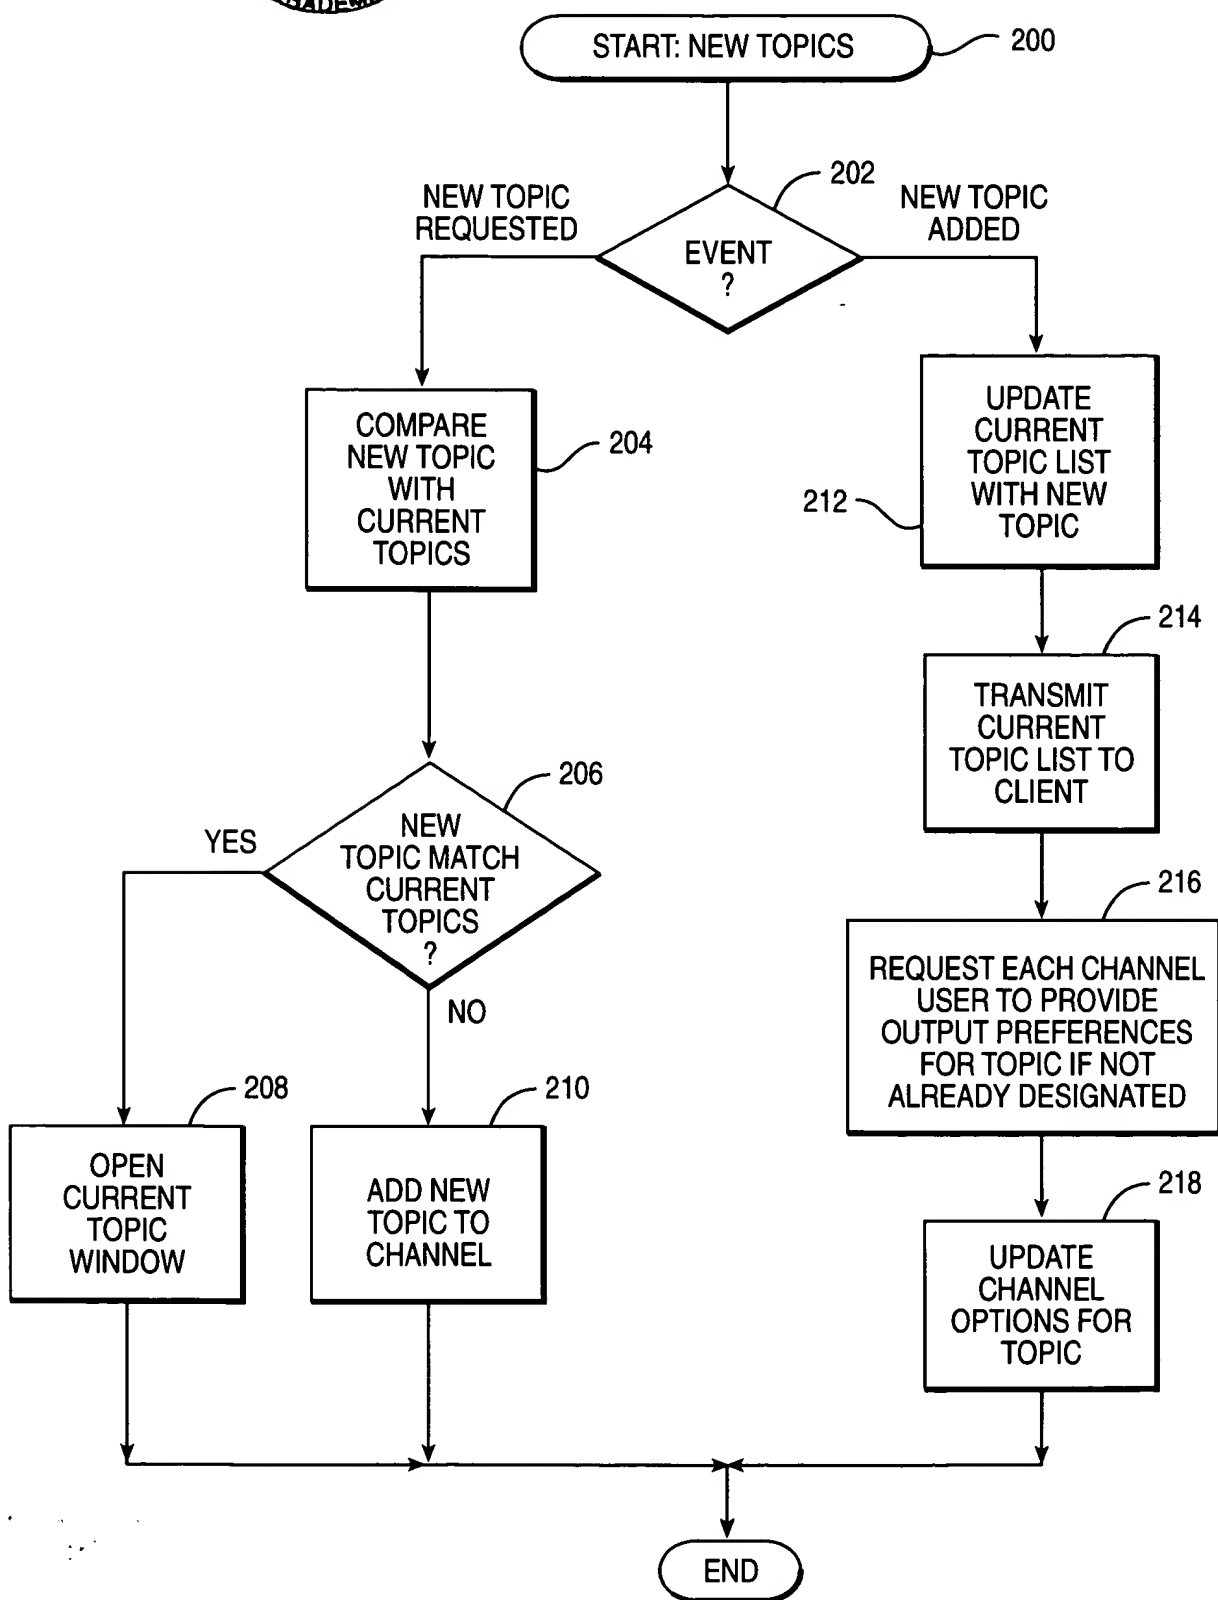 START: NEW TOPICS
200
202
NEW TOPIC
REQUESTED
NEW TOPIC
ADDED
EVENT
?
COMPARE
NEW TOPIC
WITH
CURRENT
TOPICS
204
UPDATE
CURRENT
TOPIC LIST
WITH NEW
TOPIC
212
214
TRANSMIT
CURRENT
TOPIC LIST TO
CLIENT
206
NEW
TOPIC MATCH
CURRENT
TOPICS
?
YES
NO
216
REQUEST EACH CHANNEL
USER TO PROVIDE
OUTPUT PREFERENCES
FOR TOPIC IF NOT
ALREADY DESIGNATED
208
OPEN
CURRENT
TOPIC
WINDOW
210
ADD NEW
TOPIC TO
CHANNEL
218
UPDATE
CHANNEL
OPTIONS FOR
TOPIC
END